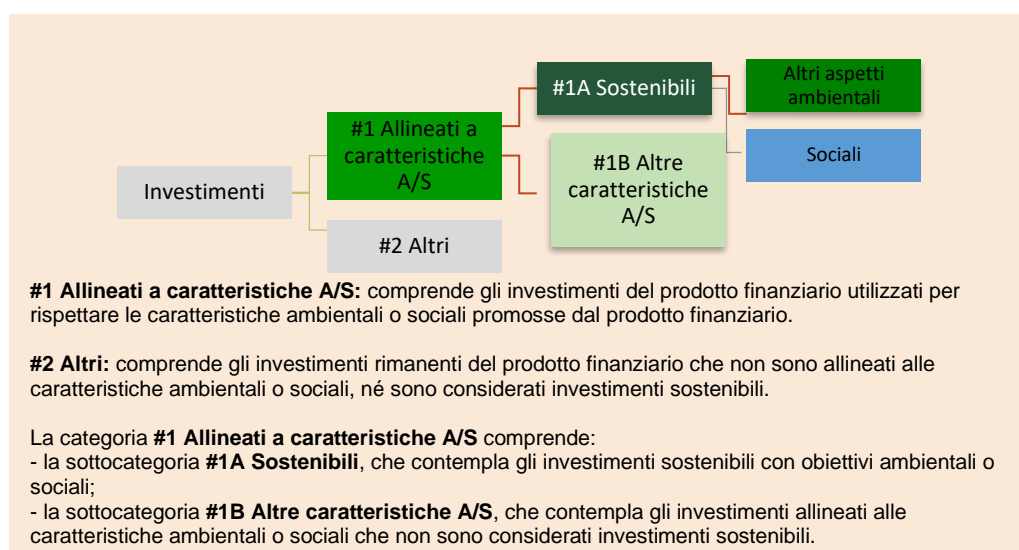 #1A Sostenibili
Altri aspetti
ambientali
#1 Allineati a
caratteristiche
A/S
#1B Altre
caratteristiche
A/S
Sociali
Investimenti
#2 Altri
#1 Allineati a caratteristiche A/S: comprende gli investimenti del prodotto finanziario utilizzati per
rispettare le caratteristiche ambientali o sociali promosse dal prodotto finanziario.
#2 Altri: comprende gli investimenti rimanenti del prodotto finanziario che non sono allineati alle
caratteristiche ambientali o sociali, né sono considerati investimenti sostenibili.
La categoria #1 Allineati a caratteristiche A/S comprende:
- la sottocategoria #1A Sostenibili, che contempla gli investimenti sostenibili con obiettivi ambientali o
sociali;
- la sottocategoria #1B Altre caratteristiche A/S, che contempla gli investimenti allineati alle
caratteristiche ambientali o sociali che non sono considerati investimenti sostenibili.